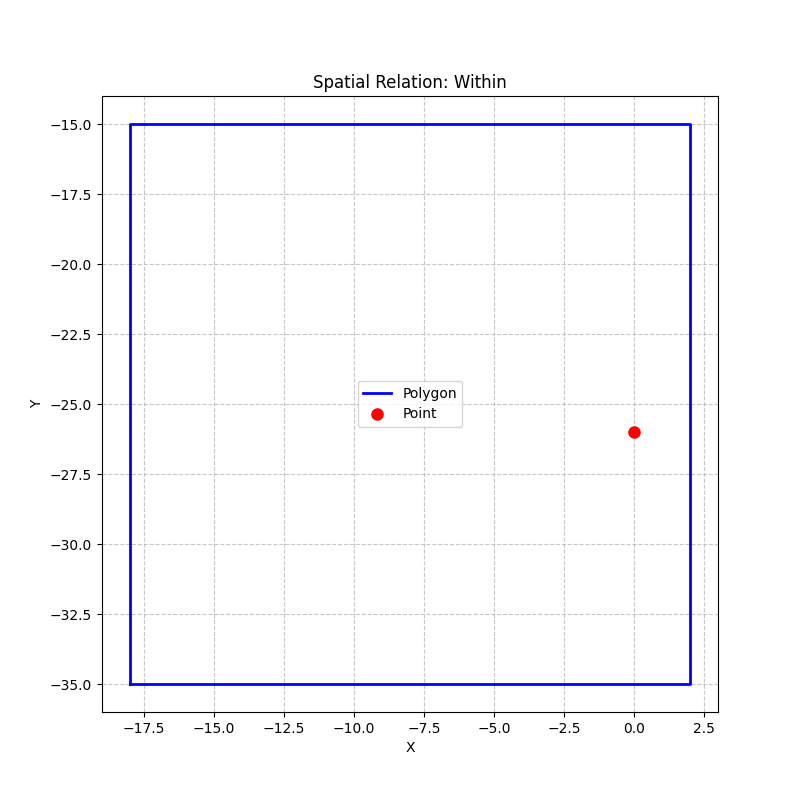 Spatial Relation: Within
−15.0
−17.5
−20.0
−22.5
−25.0
−27.5
−30.0
−32.5
−35.0
Y
Polygon
Point
−17.5 −15.0 −12.5 −10.0 −7.5 −5.0 −2.5 0.0 2.5
X